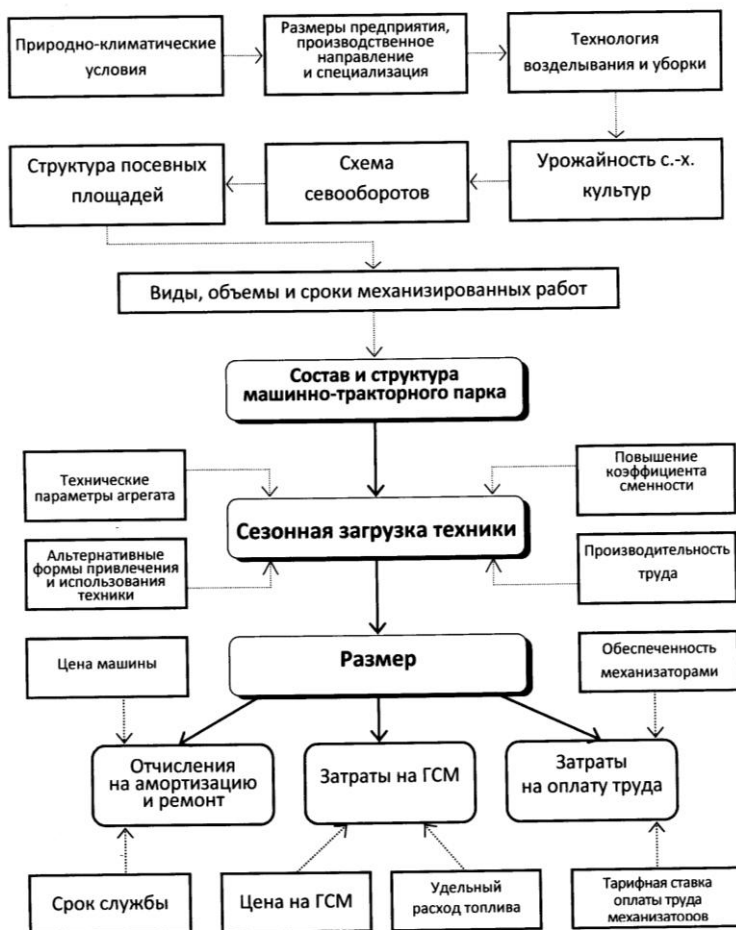 Природно-климатические
условия
Размеры предприятия,
производственное
направление
и специализация
Технология
возделывания и уборки
Структура посевных
площадей
Схема
севооборотов
Урожайность с.-х.
культур
Виды, объемы и сроки механизированных работ
Состав и структура
машинно-тракторного парка
Технические
параметры агрегата
Повышение
коэффициента
сменности
Сезонная загрузка техники
Альтернативные
формы привлечения
и использования
техники
Производительность
труда
Цена машины
Размер
Обеспеченность
механизаторами
Отчисления
на амортизацию
и ремонт
Затраты на ГСМ
Затраты
на оплату труда
Срок службы
Цена на ГСМ
Удельный
расход топлива
Тарифная ставка
оплаты труда
механизаторов